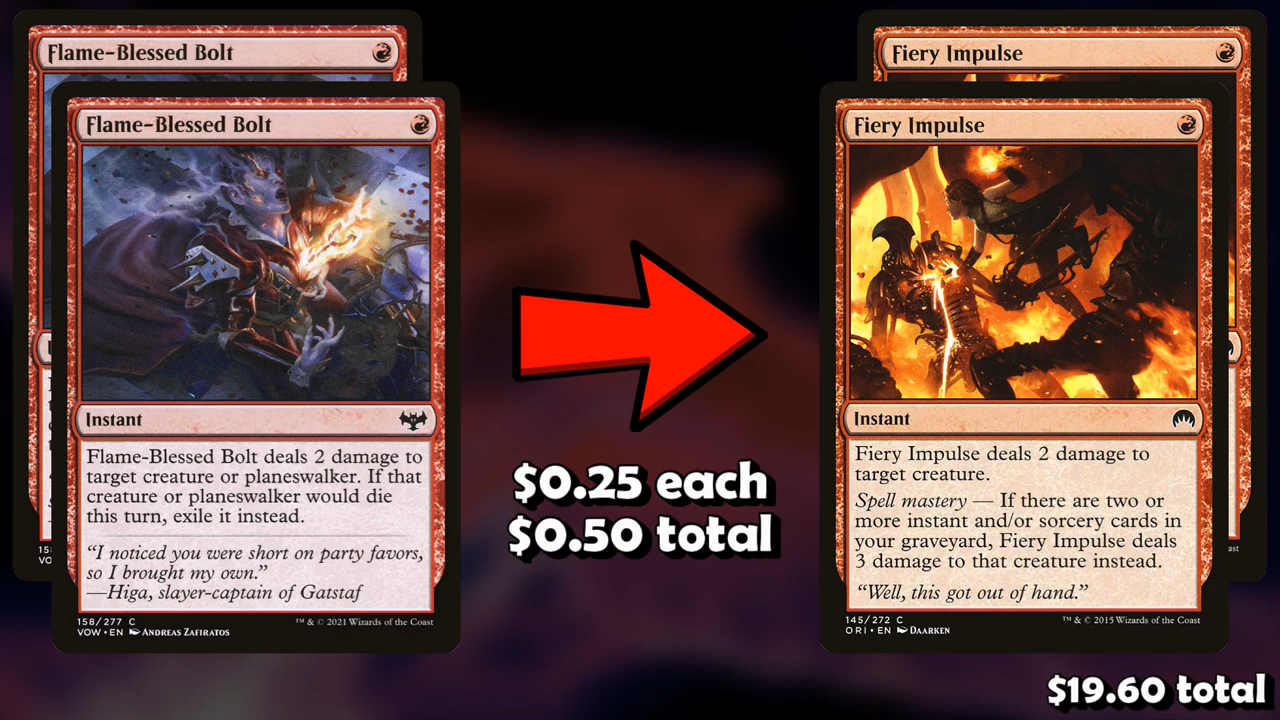 Flame-Blessed Bolt
Flame-Blessed Bolt
Instant
Flame-Blessed Bolt deals 2 damage to
target creature or planeswalker. If that
creature or planeswalker would die
this turn, exile it instead.
“I noticed you were short on party favors,
so I brought my own.”
—Higa, slayer-captain of Gatstaf
158/277 C
VOW • EN Andreas Zafiratos
™ & © 2021 Wizards of the Coast
$0.25 each
$0.50 total
Fiery Impulse
Fiery Impulse
Instant
Fiery Impulse deals 2 damage to
target creature.
Spell mastery — If there are two or
more instant and/or sorcery cards in
your graveyard, Fiery Impulse deals
3 damage to that creature instead.
“Well, this got out of hand.”
145/272 C
ORI • EN Daarken
™ & © 2015 Wizards of the Coast
$19.60 total